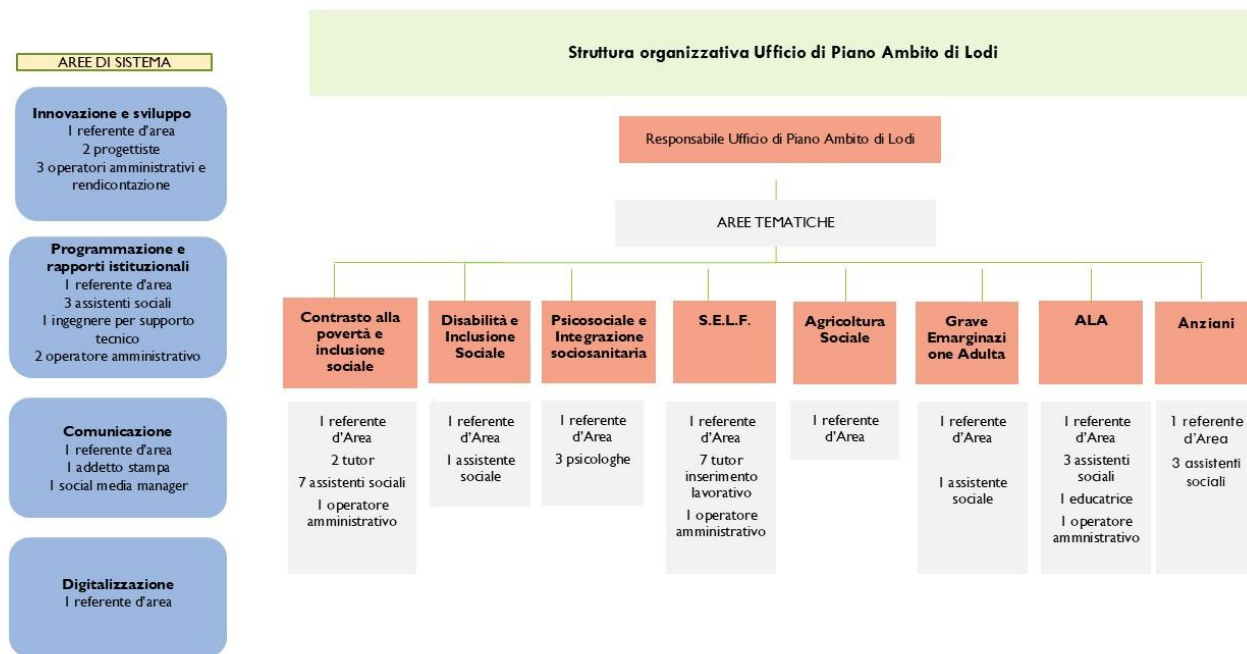 Struttura organizzativa Ufficio di Piano Ambito di Lodi
AREE DI SISTEMA
Innovazione e sviluppo
1 referente d'area
2 progettiste
3 operatori amministrativi e
rendicontazione
Programmazione e
rapporti istituzionali
1 referente d'area
3 assistenti sociali
1 ingegnere per supporto
tecnico
2 operatore amministrativo
Comunicazione
1 referente d'area
1 addetto stampa
1 social media manager
Digitalizzazione
1 referente d'area
Responsabile Ufficio di Piano Ambito di Lodi
AREE TEMATICHE
Contrasto alla
povertà e
inclusione
sociale
1 referente
d'Area
2 tutor
7 assistenti sociali
1 operatore
amministrativo
Disabilità e
Inclusione
Sociale
1 referente
d'Area
1 assistente
sociale
Psicosociale e
Integrazione
sociosanitaria
1 referente
d'Area
3 psicologhe
S.E.L.F.
1 referente
d'Area
7 tutor
inserimento
lavorativo
1 operatore
amministrativo
Agricoltura
Sociale
1 referente
d'Area
Grave
Emarginazi
one Adulta
1 referente
d'Area
1 assistente
sociale
ALA
1 referente
d'Area
3 assistenti
sociali
1 educatrice
1 operatore
ammnistrativo
Anziani
1 referente
d'Area
3 assistenti
sociali